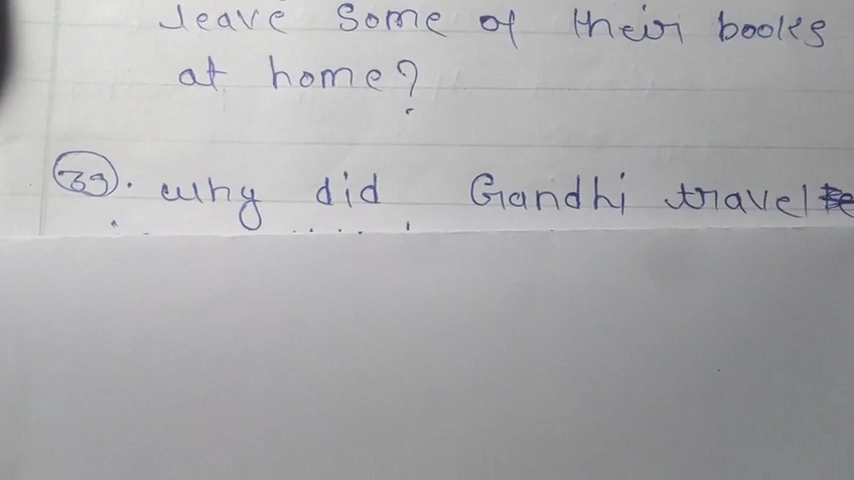 leave some of their books
at home?
39. why did Gandhi travel